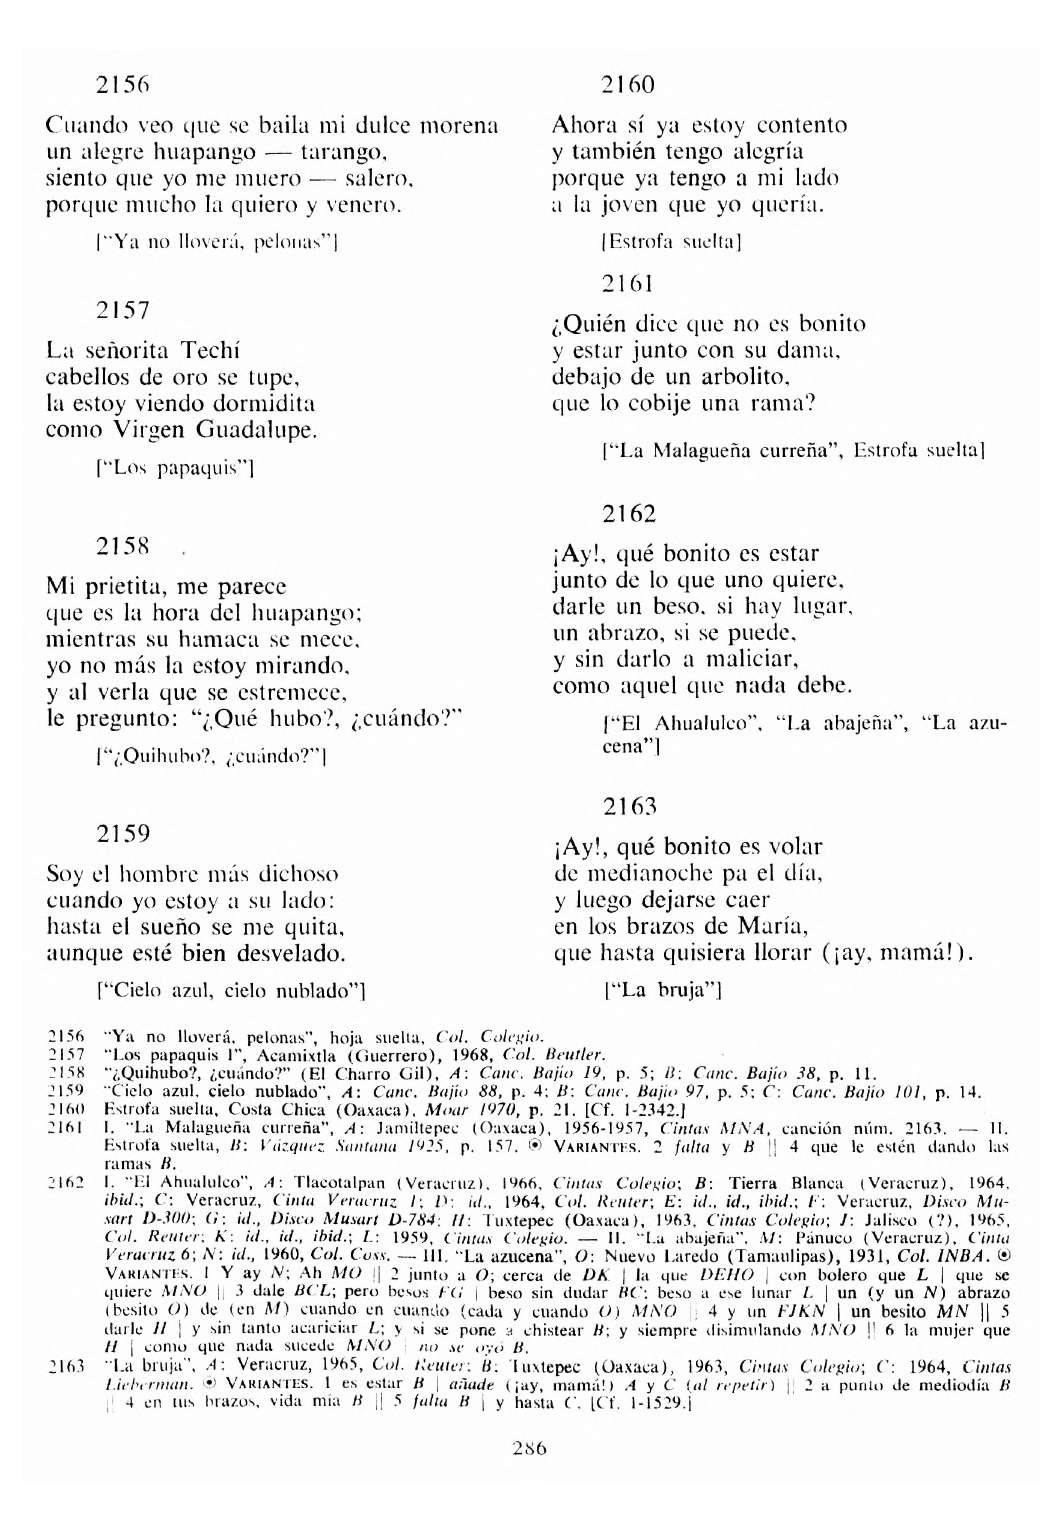 2156
Cuando veo que se baila mi dulce morena
un alegre huapango — tarango,
siento que yo me muero — salero,
porque mucho la quiero y venero.
[“Ya no lloverá, pelonas”]
2157
La señorita Techí
cabellos de oro se tupe,
la estoy viendo dormidita
como Virgen Guadalupe.
[“Los papaquis”]
2158
Mi prietita, me parece
que es la hora del huapango;
mientras su hamaca se mece,
yo no más la estoy mirando,
y al verla que se estremece,
le pregunto: “¿Qué hubo?, ¿cuándo?”
[“¿Quihubo?, ¿cuándo?”]
2159
Soy el hombre más dichoso
cuando yo estoy a su lado:
hasta el sueño se me quita,
aunque esté bien desvelado.
[“Cielo azul, cielo nublado”]
2160
Ahora sí ya estoy contento
y también tengo alegría
porque ya tengo a mi lado
a la joven que yo quería.
[Estrofa suelta]
2161
¿Quién dice que no es bonito
y estar junto con su dama,
debajo de un arbolito,
que lo cobije una rama?
[“La Malagueña curreña”, Estrofa suelta]
2162
¡Ay!, qué bonito es estar
junto de lo que uno quiere,
darle un beso, si hay lugar,
un abrazo, si se puede,
y sin darlo a maliciar,
como aquel que nada debe.
[“El Ahualulco”, “La abajeña”, “La azu-
cena”]
2163
¡Ay!, qué bonito es volar
de medianoche pa el día,
y luego dejarse caer
en los brazos de María,
que hasta quisiera llorar (¡ay, mamá!).
[“La bruja”]
2156 “Ya no lloverá, pelonas”, hoja suelta, Col. Colegio.
2157 “Los papaquis I”, Acamixtla (Guerrero), 1968, Col. Beutler.
2158 “¿Quihubo?, ¿cuándo?” (El Charro Gil), A: Canc. Bajío 19, p. 5; B: Canc. Bajío 38, p. 11.
2159 “Cielo azul, cielo nublado”, A: Canc. Bajío 88, p. 4; B: Canc. Bajío 97, p. 5; C: Canc. Bajío 101, p. 14.
2160 Estrofa suelta, Costa Chica (Oaxaca), Moar 1970, p. 21. [Cf. 1-2342.]
2161 I. “La Malagueña curreña”, A: Jamiltepec (Oaxaca), 1956-1957, Cintas MNA, canción núm. 2163. — II.
Estrofa suelta, B: Vázquez Santana 1925, p. 157. ⦿ VARIANTES. 2 falta y B || 4 que le estén dando las
ramas B.
2162 I. “El Ahualulco”, A: Tlacotalpan (Veracruz), 1966, Cintas Colegio; B: Tierra Blanca (Veracruz), 1964,
ibid.; C: Veracruz, Cinta Veracruz 1; D: id., 1964, Col. Reuter; E: id., id., ibid.; F: Veracruz, Disco Mu-
sart D-300; G: id., Disco Musart D-784; H: Tuxtepec (Oaxaca), 1963, Cintas Colegio; J: Jalisco (?), 1965,
Col. Reuter; K: id., id., ibid.; L: 1959, Cintas Colegio. — II. “La abajeña”, M: Pánuco (Veracruz), Cinta
Veracruz 6; N: id., 1960, Col. Coss. — III. “La azucena”, O: Nuevo Laredo (Tamaulipas), 1931, Col. INBA. ⦿
VARIANTES. 1 Y ay N; Ah MO || 2 junto a O; cerca de DK | la que DEHO | con bolero que L | que se
quiere MNO || 3 dale BCL; pero besos FG | beso sin dudar BC; beso a ese lunar L | un (y un N) abrazo
(besito O) de (en M) cuando en cuando (cada y cuando O) MNO || 4 y un FJKN | un besito MN || 5
darle H | y sin tanto acariciar L; y si se pone a chistear B; y siempre disimulando MNO || 6 la mujer que
H | como que nada sucede MNO | no se oyó B.
2163 “La bruja”, A: Veracruz, 1965, Col. Reuter; B: Tuxtepec (Oaxaca), 1963, Cintas Colegio; C: 1964, Cintas
Lieberman. ⦿ VARIANTES. 1 es estar B | añade (¡ay, mamá!) A y C (al repetir) || 2 a punto de mediodía B
|| 4 en tus brazos, vida mía B || 5 falta B | y hasta C. [Cf. 1-1529.]
286